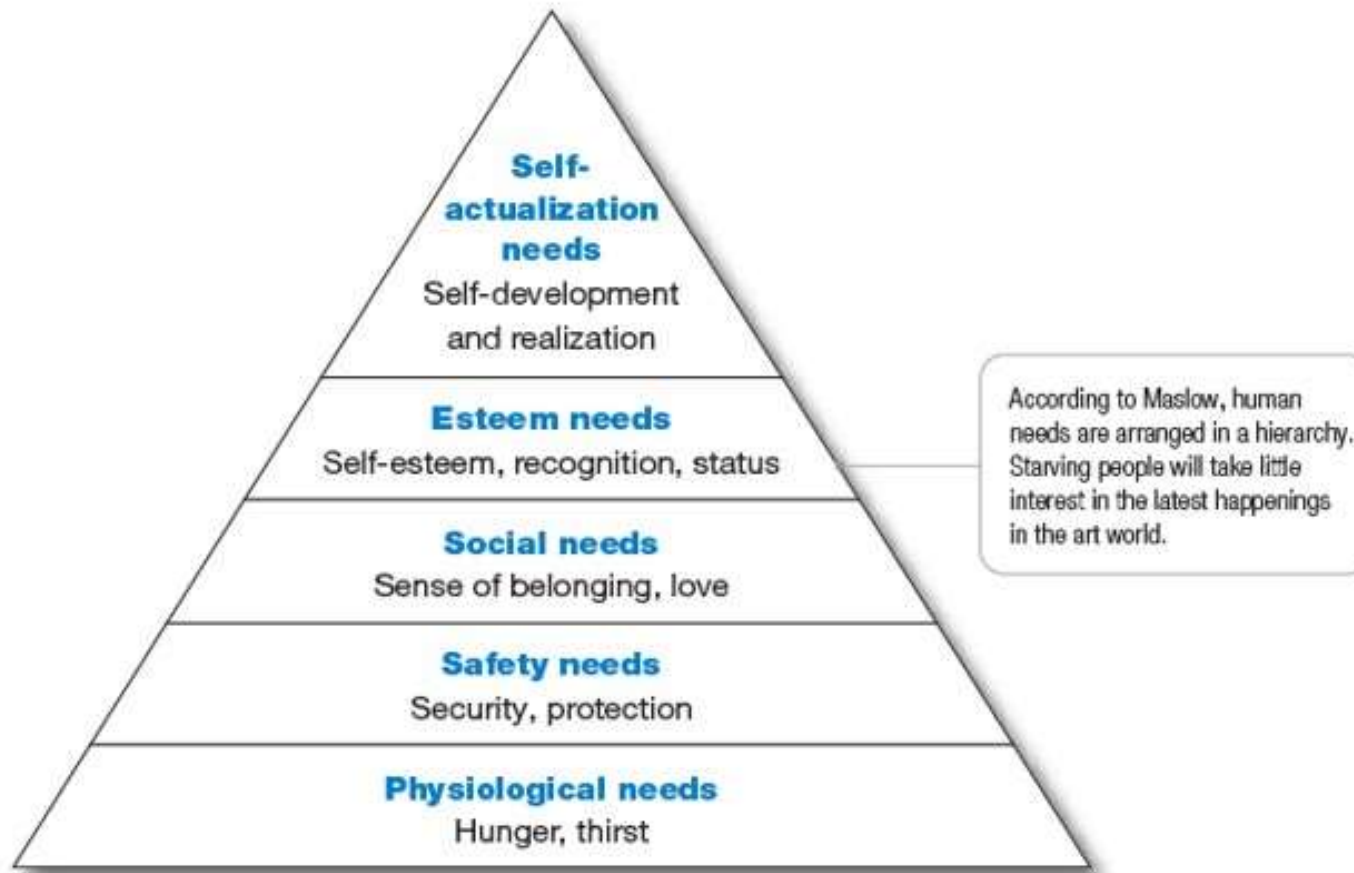 Self-
actualization
needs
Self-development
and realization
Esteem needs
Self-esteem, recognition, status
Social needs
Sense of belonging, love
Safety needs
Security, protection
Physiological needs
Hunger, thirst
According to Maslow, human
needs are arranged in a hierarchy.
Starving people will take little
interest in the latest happenings
in the art world.